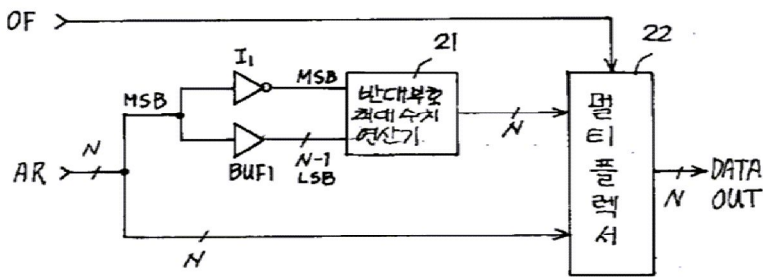 OF
I1
21
22
MSB
MSB
반대부호
최대수치
연산기
멀티플렉서
N
N
AR
BUF1
N-1
LSB
N
DATA
OUT
N